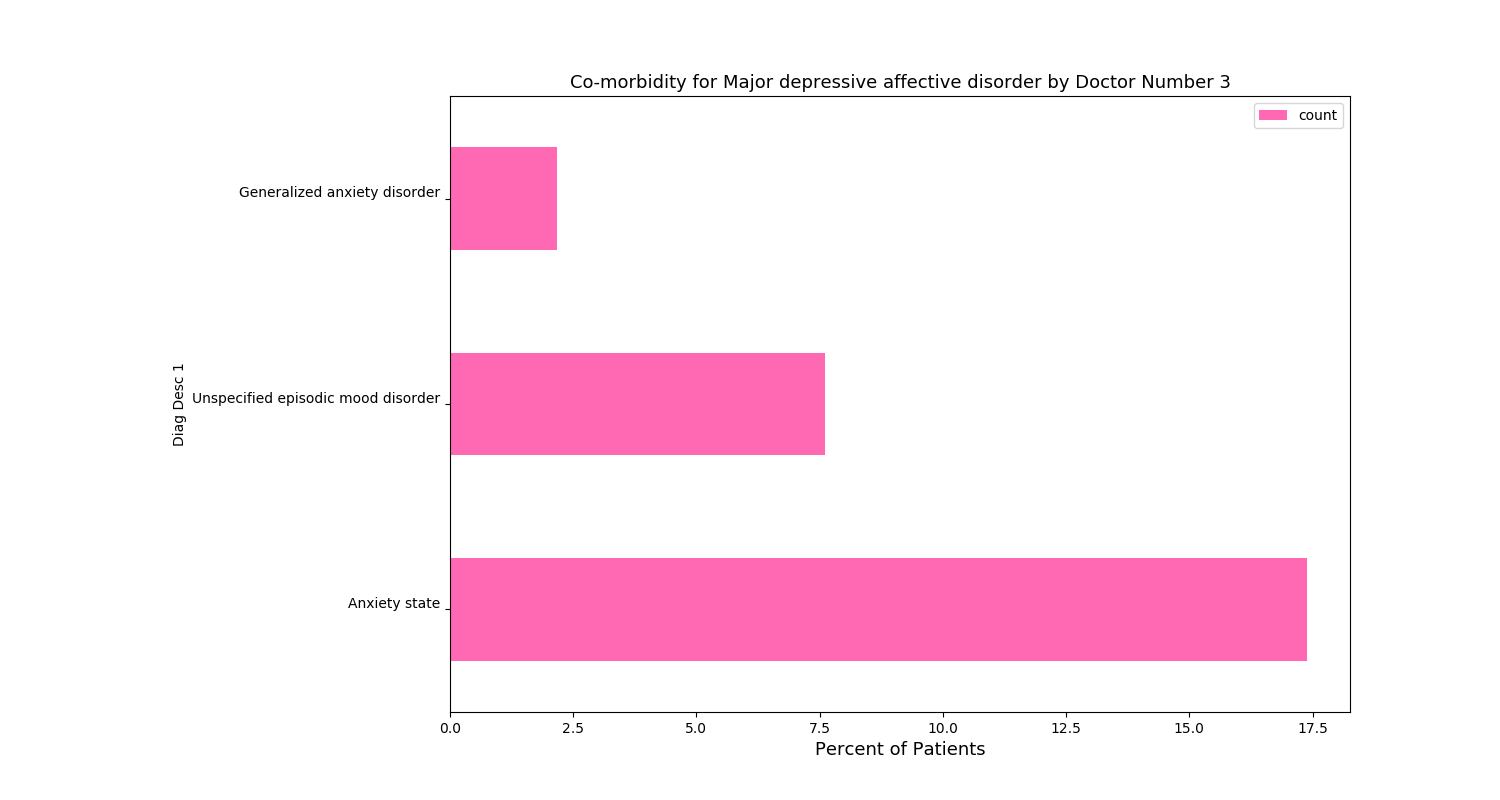 Co-morbidity for Major depressive affective disorder by Doctor Number 3
count
Generalized anxiety disorder
Unspecified episodic mood disorder
Anxiety state
Diag Desc 1
0.0 2.5 5.0 7.5 10.0 12.5 15.0 17.5
Percent of Patients